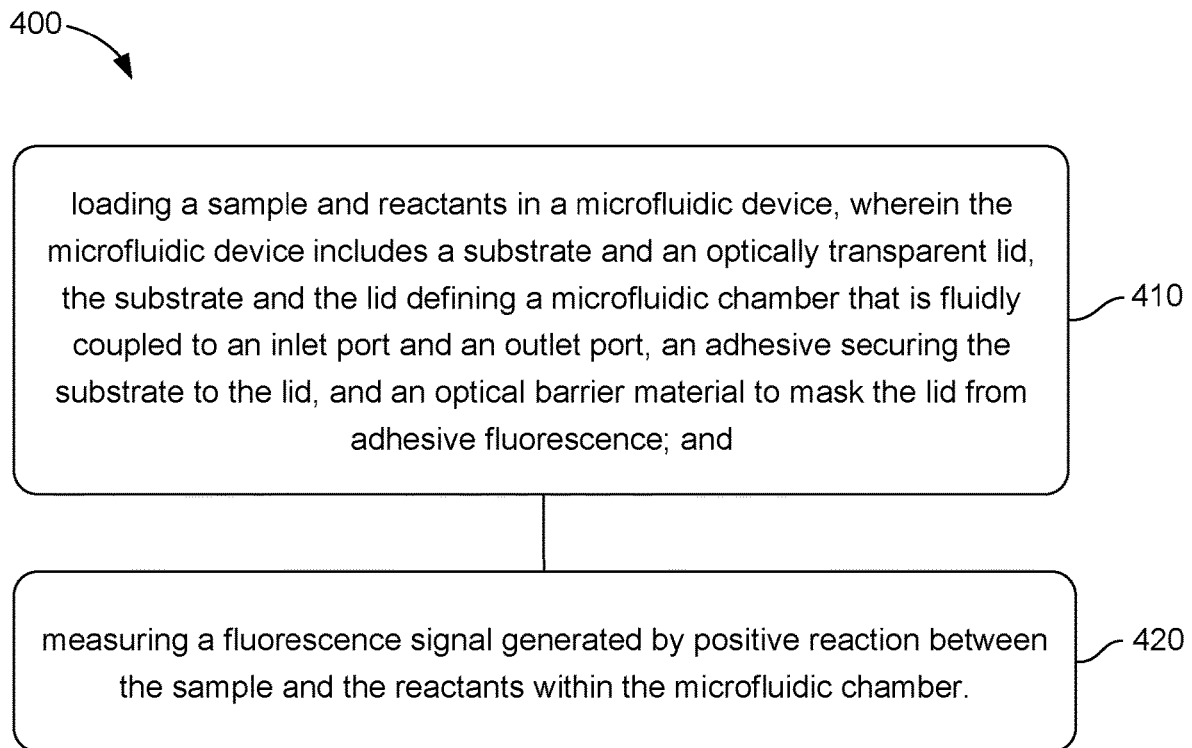 400
loading a sample and reactants in a microfluidic device, wherein the
microfluidic device includes a substrate and an optically transparent lid,
the substrate and the lid defining a microfluidic chamber that is fluidly
coupled to an inlet port and an outlet port, an adhesive securing the
substrate to the lid, and an optical barrier material to mask the lid from
adhesive fluorescence; and
410
measuring a fluorescence signal generated by positive reaction between
the sample and the reactants within the microfluidic chamber.
420